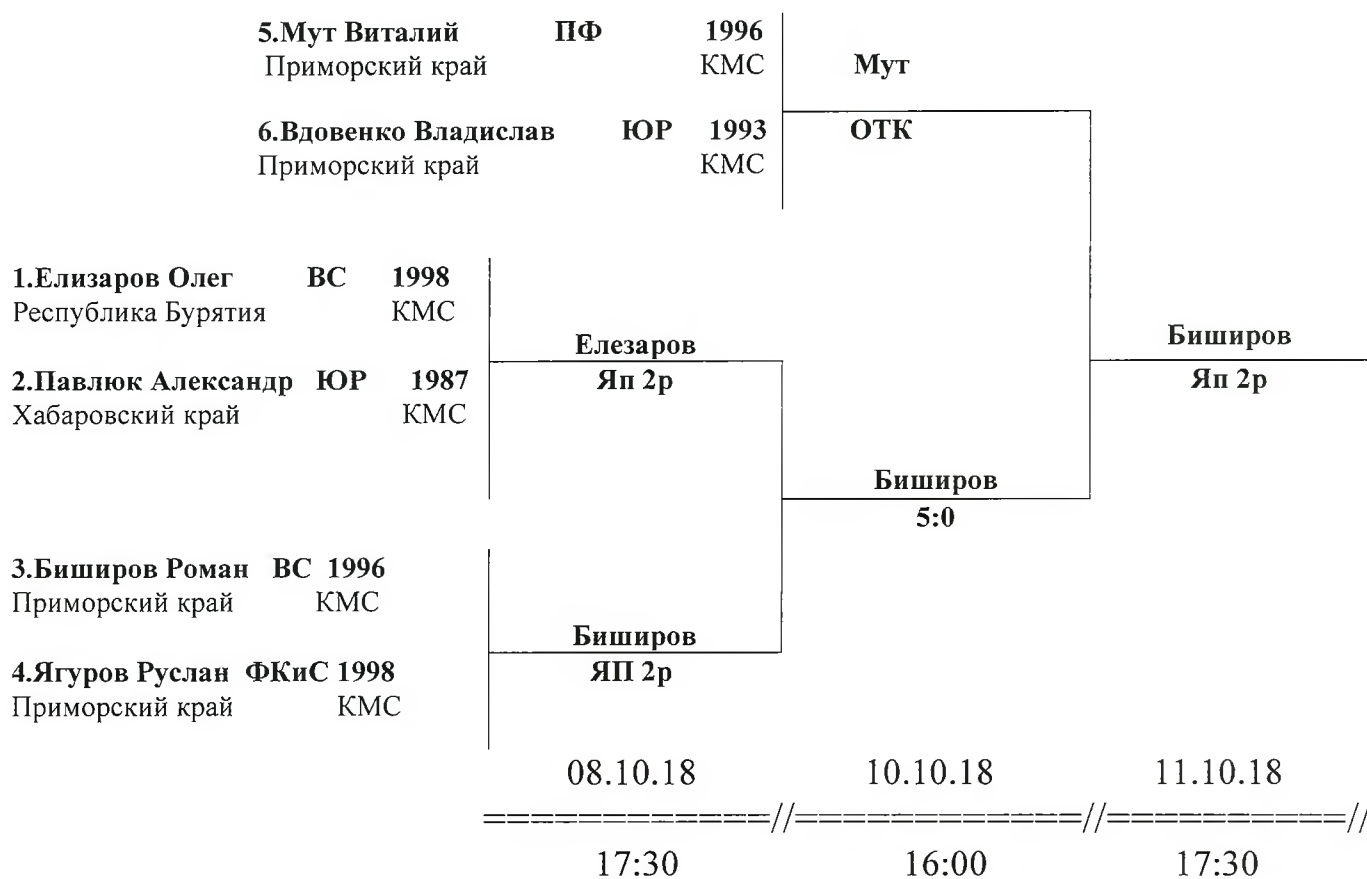 5.Мут Виталий ПФ 1996
Приморский край КМС Мут
6.Вдовенко Владислав ЮР 1993 ОТК
Приморский край КМС
1.Елизаров Олег ВС 1998
Республика Бурятия КМС
Елезаров Биширов
2.Павлюк Александр ЮР 1987 Яп 2р Яп 2р
Хабаровский край КМС
Биширов
5:0
3.Биширов Роман ВС 1996
Приморский край КМС
Биширов
4.Ягуров Руслан ФКиС 1998 ЯП 2р
Приморский край КМС
08.10.18 10.10.18 11.10.18
================//================//=============//
17:30 16:00 17:30